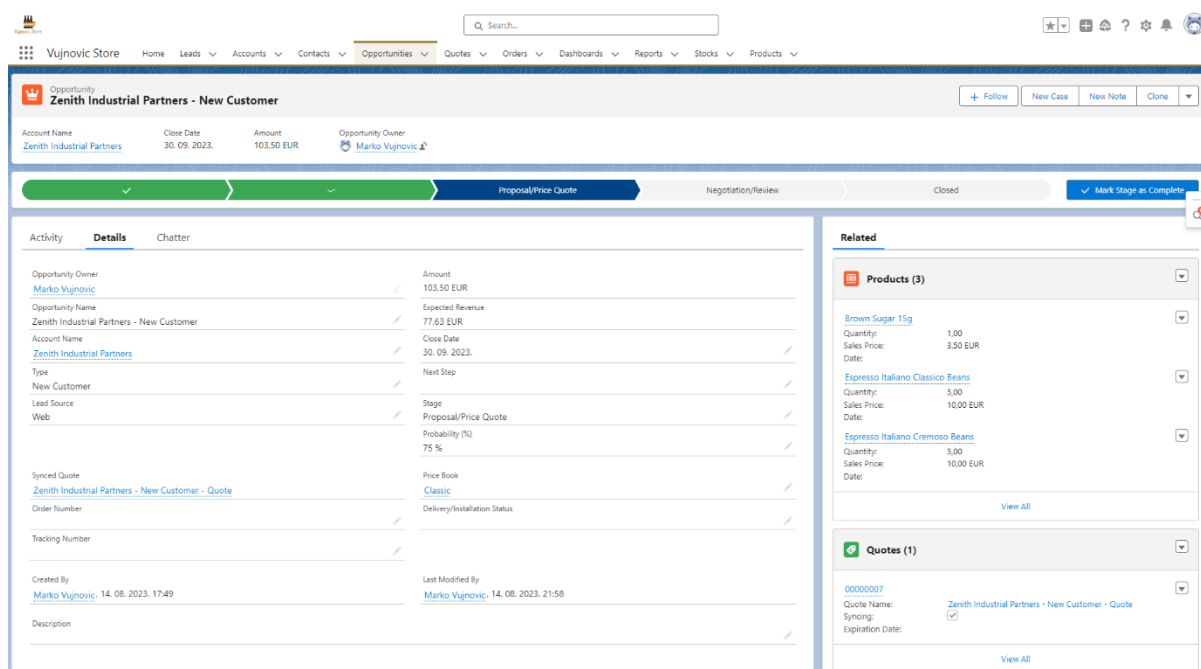 Vujnovic Store
Search...
Vujnovic Store Home Leads Accounts Contacts Opportunities Quotes Orders Dashboards Reports Stocks Products
Opportunity
Zenith Industrial Partners - New Customer
+ Follow New Case New Note Clone
Account Name Close Date Amount Opportunity Owner
Zenith Industrial Partners 30. 09. 2023. 103,50 EUR Marko Vujnovic
Proposal/Price Quote Negotiation/Review Closed Mark Stage as Complete
Activity Details Chatter
Opportunity Owner
Marko Vujnovic
Amount
103,50 EUR
Opportunity Name
Zenith Industrial Partners - New Customer
Expected Revenue
77,63 EUR
Account Name
Zenith Industrial Partners
Close Date
30. 09. 2023.
Type
New Customer
Next Step
Lead Source
Web
Stage
Proposal/Price Quote
Probability (%)
75 %
Synced Quote
Zenith Industrial Partners - New Customer - Quote
Price Book
Classic
Order Number
Delivery/Installation Status
Tracking Number
Created By
Marko Vujnovic, 14. 08. 2023. 17:49
Last Modified By
Marko Vujnovic, 14. 08. 2023. 21:58
Description
Related
Products (3)
Brown Sugar 15g
Quantity: 1,00
Sales Price: 3,50 EUR
Date:
Espresso Italiano Classico Beans
Quantity: 5,00
Sales Price: 10,00 EUR
Date:
Espresso Italiano Cremoso Beans
Quantity: 5,00
Sales Price: 10,00 EUR
Date:
View All
Quotes (1)
00000007
Quote Name: Zenith Industrial Partners - New Customer - Quote
Syncing:
Expiration Date:
View All